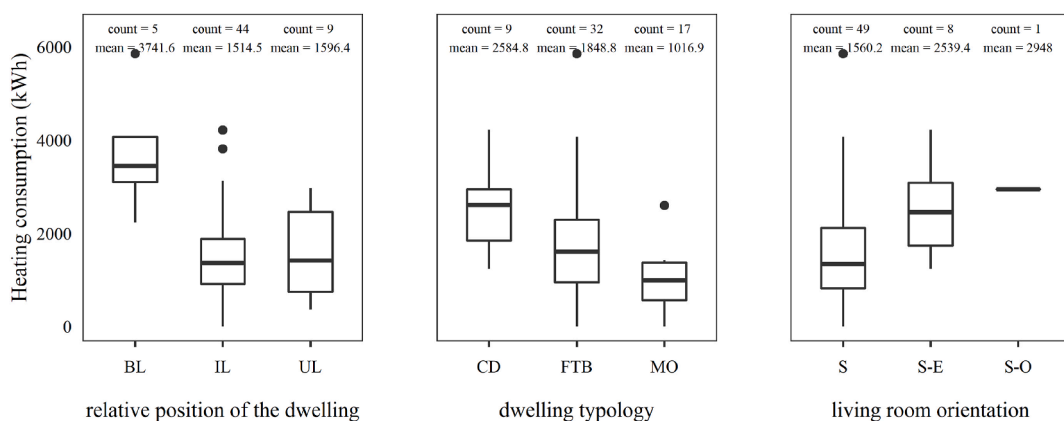 count = 5 count = 44 count = 9
mean = 3741.6 mean = 1514.5 mean = 1596.4
count = 9 count = 32 count = 17
mean = 2584.8 mean = 1848.8 mean = 1016.9
count = 49 count = 8 count = 1
mean = 1560.2 mean = 2539.4 mean = 2948
Heating consumption (kWh)
6000
4000
2000
0
BL IL UL
relative position of the dwelling
CD FTB MO
dwelling typology
S S-E S-O
living room orientation